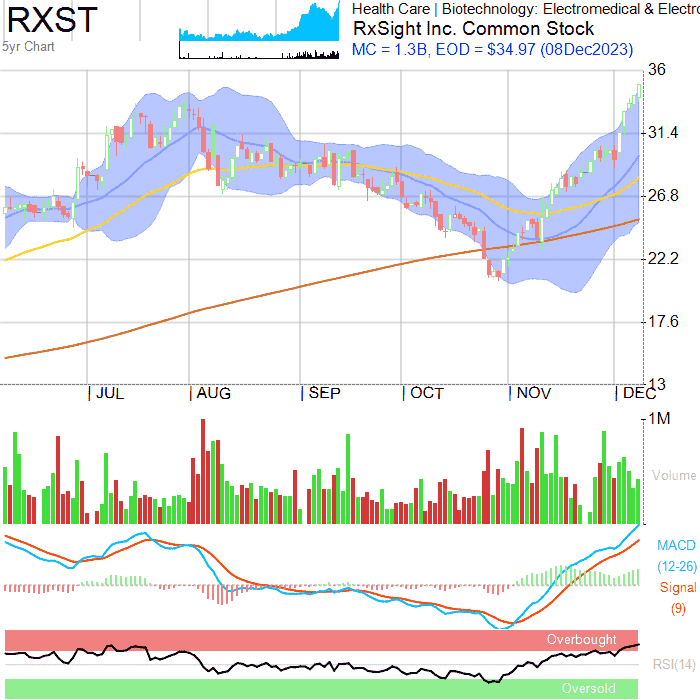 RXST
5yr Chart
Health Care | Biotechnology: Electromedical & Electro
RxSight Inc. Common Stock
MC = 1.3B, EOD = $34.97 (08Dec2023)
36
31.4
26.8
22.2
17.6
13
JUL AUG SEP OCT NOV DEC
1M
Volume
MACD
(12-26)
Signal
(9)
Overbought
RSI(14)
Oversold